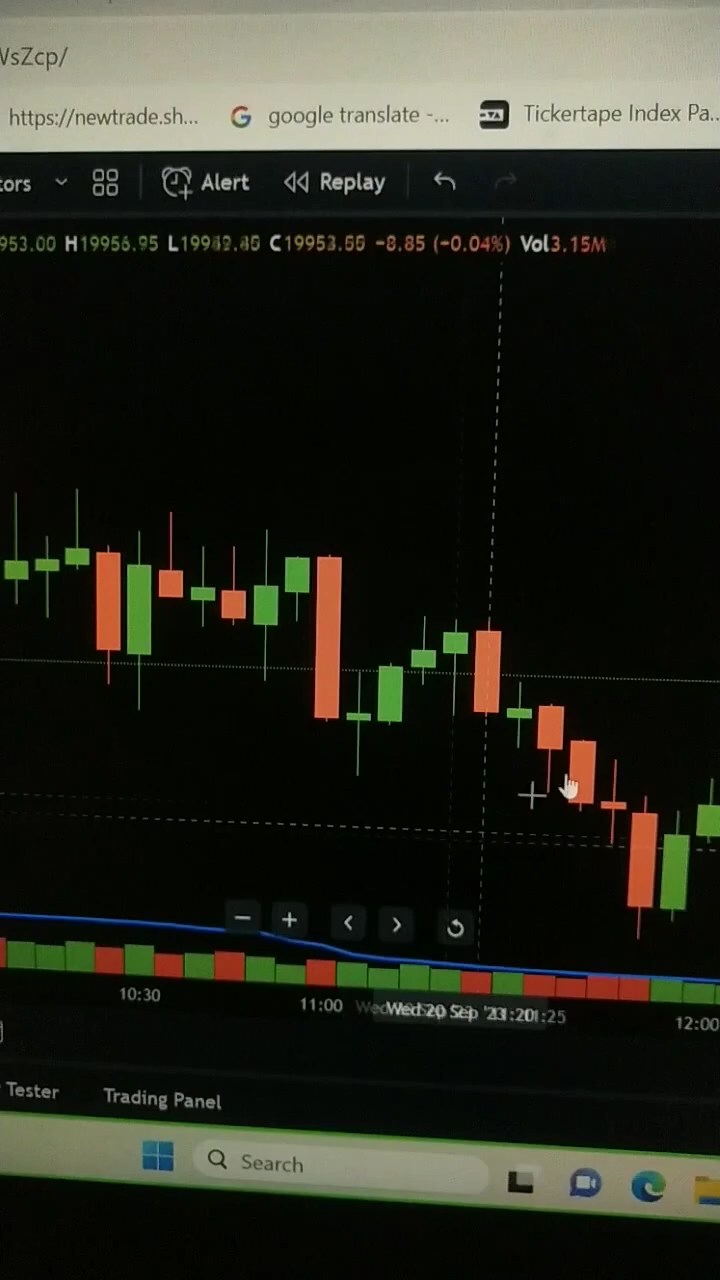 VsZcp/
https://newtrade.sh... google translate -... Tickertape Index Pa...
tors Alert Replay
953.00 H19956.95 C19953. −8.85 (−0.04%) Vol3.15M
10:30 11:00 Wed 20 Sep '23 12:00
Tester Trading Panel
Search